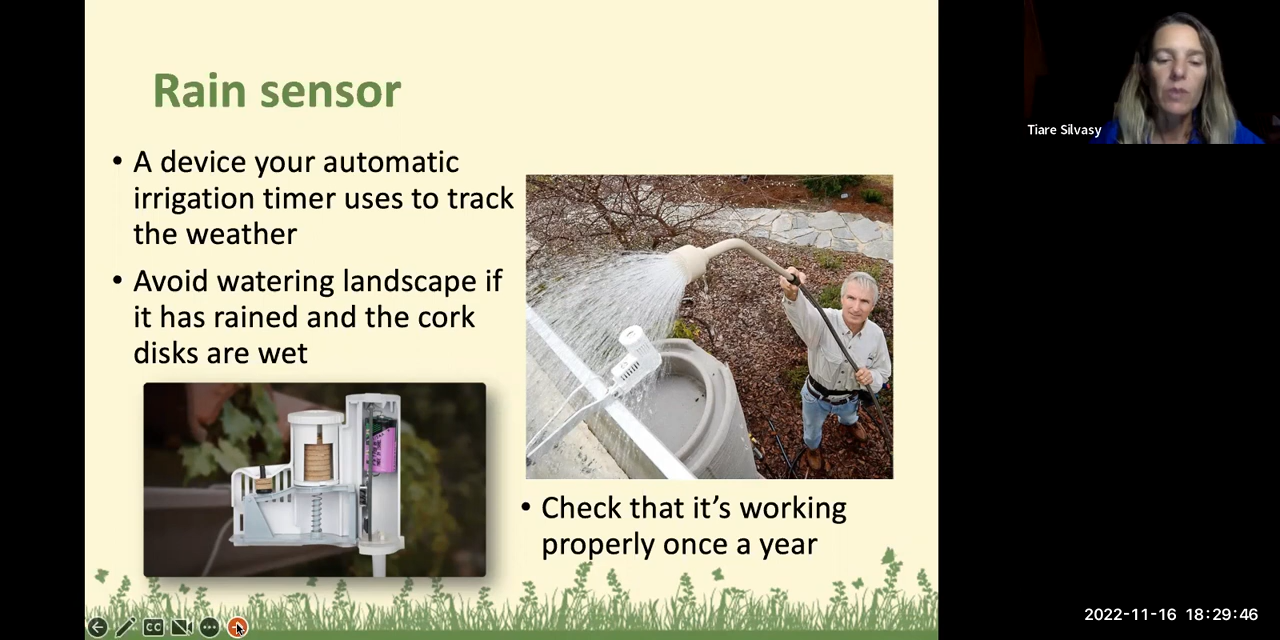 Rain sensor
• A device your automatic
irrigation timer uses to track
the weather
• Avoid watering landscape if
it has rained and the cork
disks are wet
• Check that it’s working
properly once a year
CC
Tiare Silvasy
2022-11-16 18:29:46